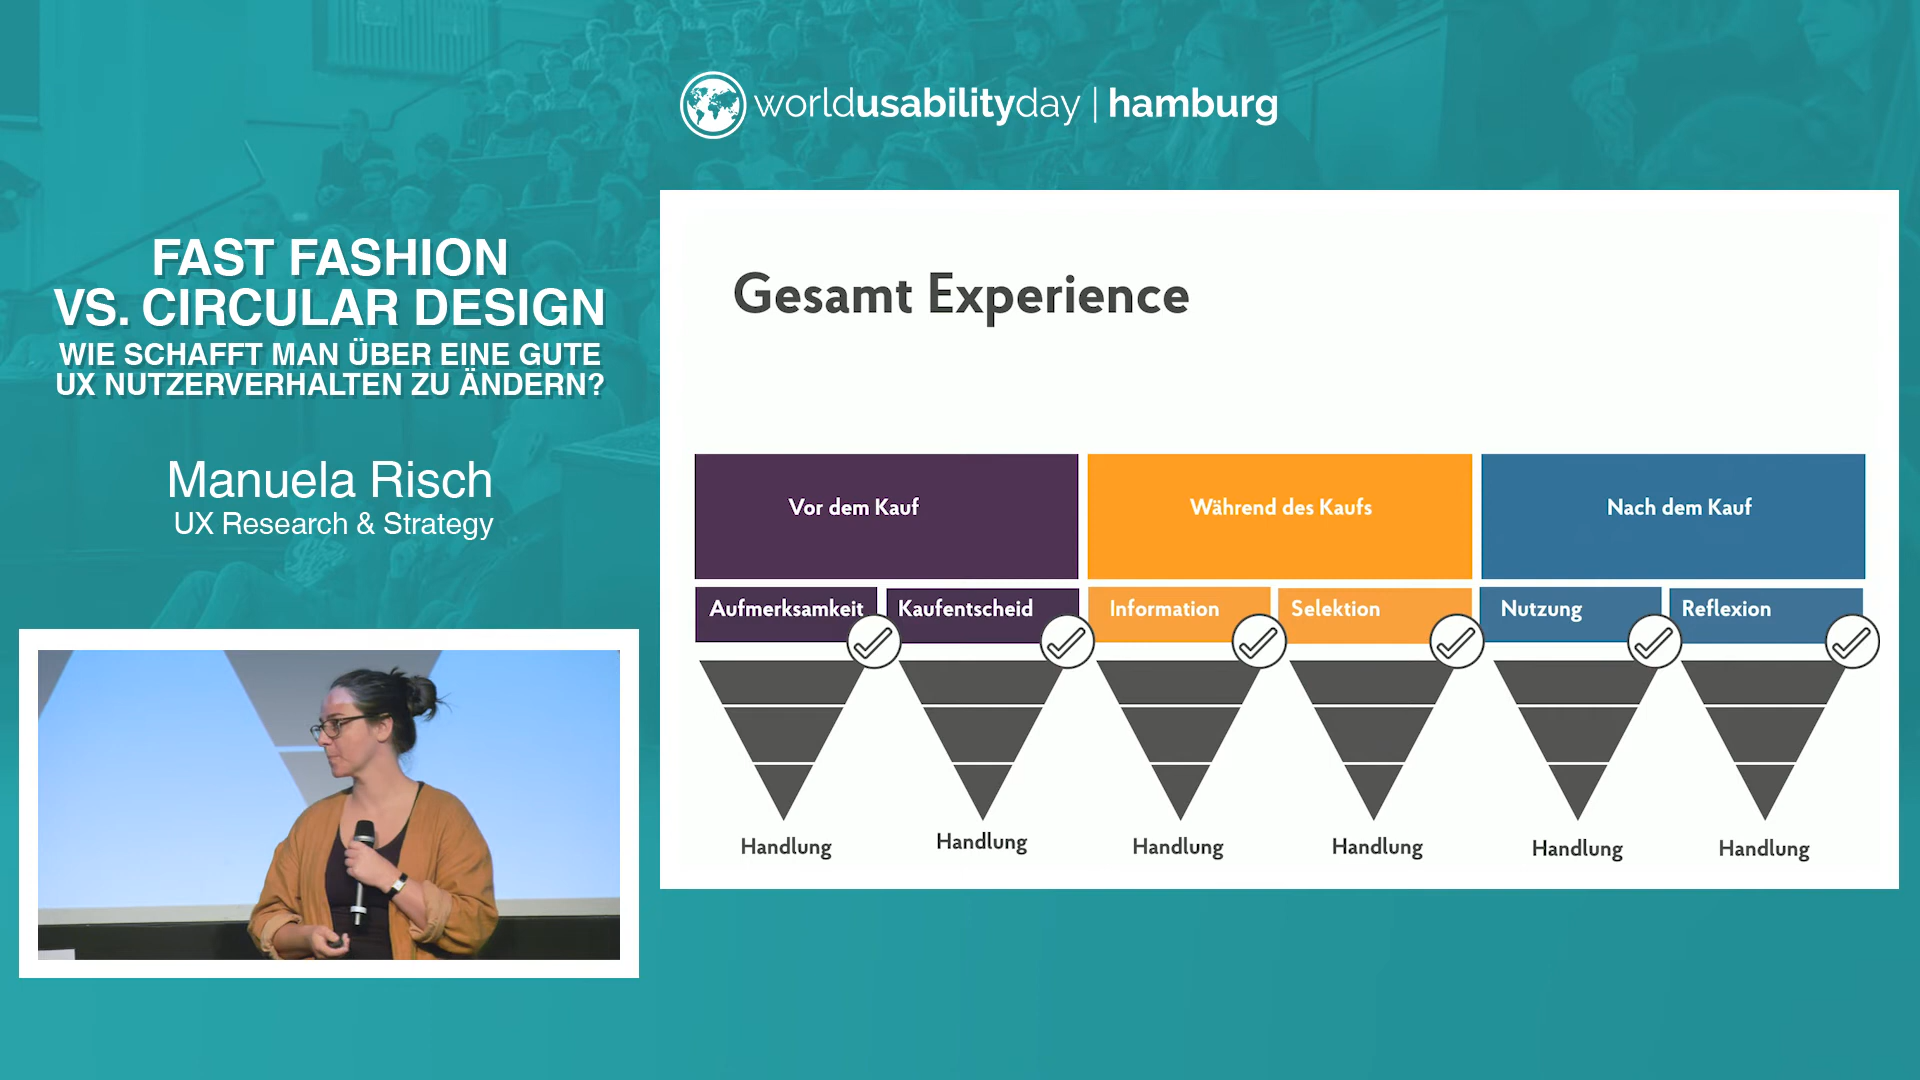 worldusabilityday | hamburg
FAST FASHION
VS. CIRCULAR DESIGN
WIE SCHAFFT MAN ÜBER EINE GUTE
UX NUTZERVERHALTEN ZU ÄNDERN?
Manuela Risch
UX Research & Strategy
Gesamt Experience
Vor dem Kauf
Während des Kaufs
Nach dem Kauf
Aufmerksamkeit
Kaufentscheid
Information
Selektion
Nutzung
Reflexion
Handlung
Handlung
Handlung
Handlung
Handlung
Handlung